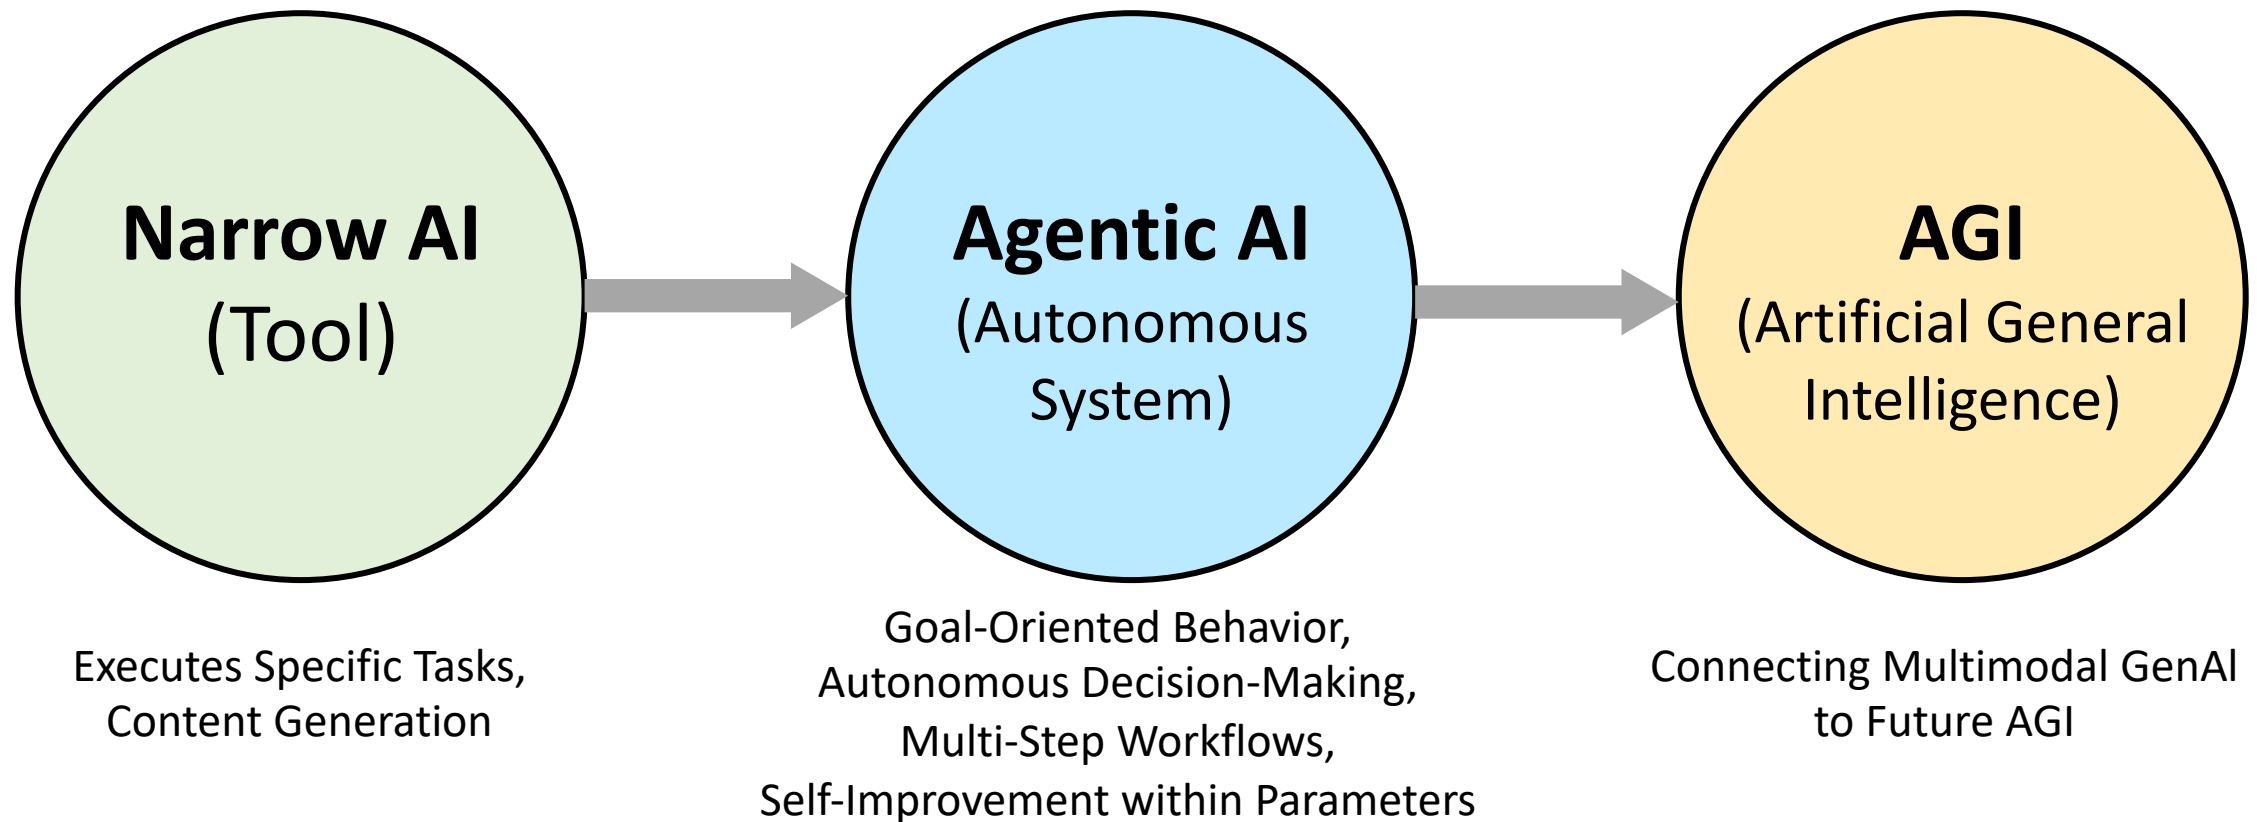 Narrow AI
(Tool)
Executes Specific Tasks,
Content Generation
Agentic AI
(Autonomous
System)
Goal-Oriented Behavior,
Autonomous Decision-Making,
Multi-Step Workflows,
Self-Improvement within Parameters
AGI
(Artificial General
Intelligence)
Connecting Multimodal GenAI
to Future AGI